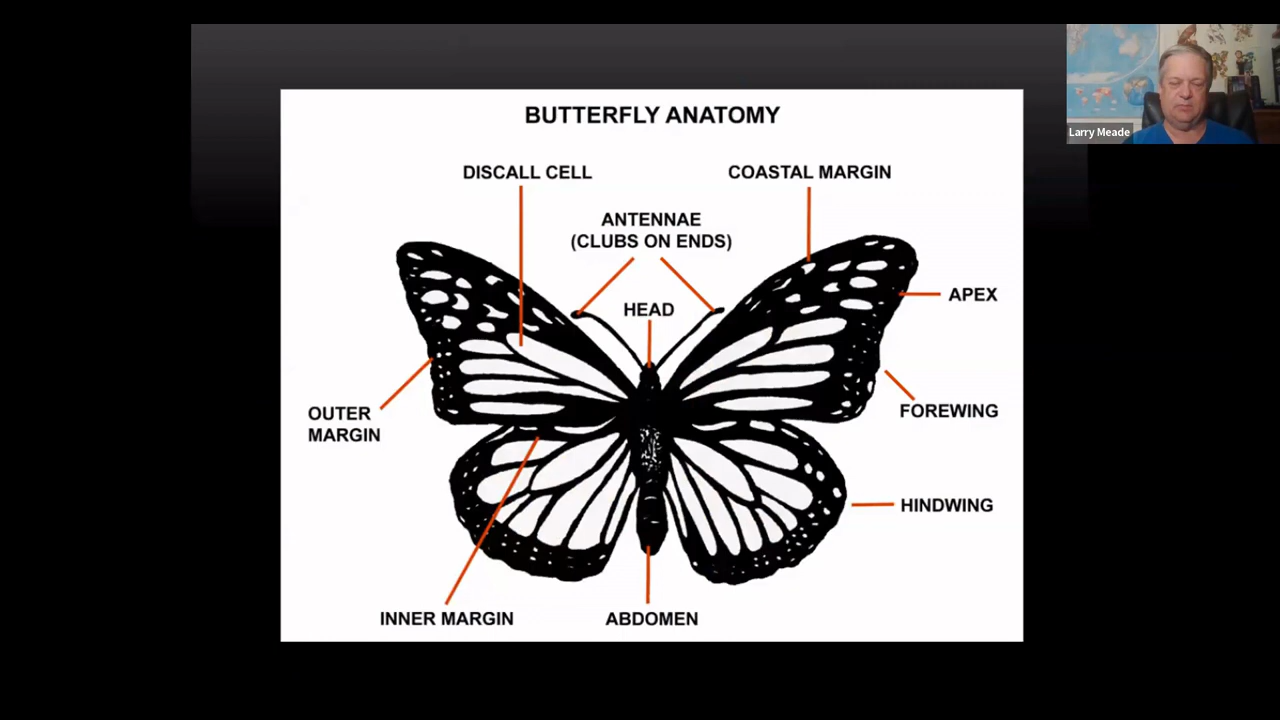 BUTTERFLY ANATOMY
DISCALL CELL
COASTAL MARGIN
ANTENNAE
(CLUBS ON ENDS)
HEAD
APEX
OUTER
MARGIN
FOREWING
HINDWING
INNER MARGIN
ABDOMEN
Larry Meade